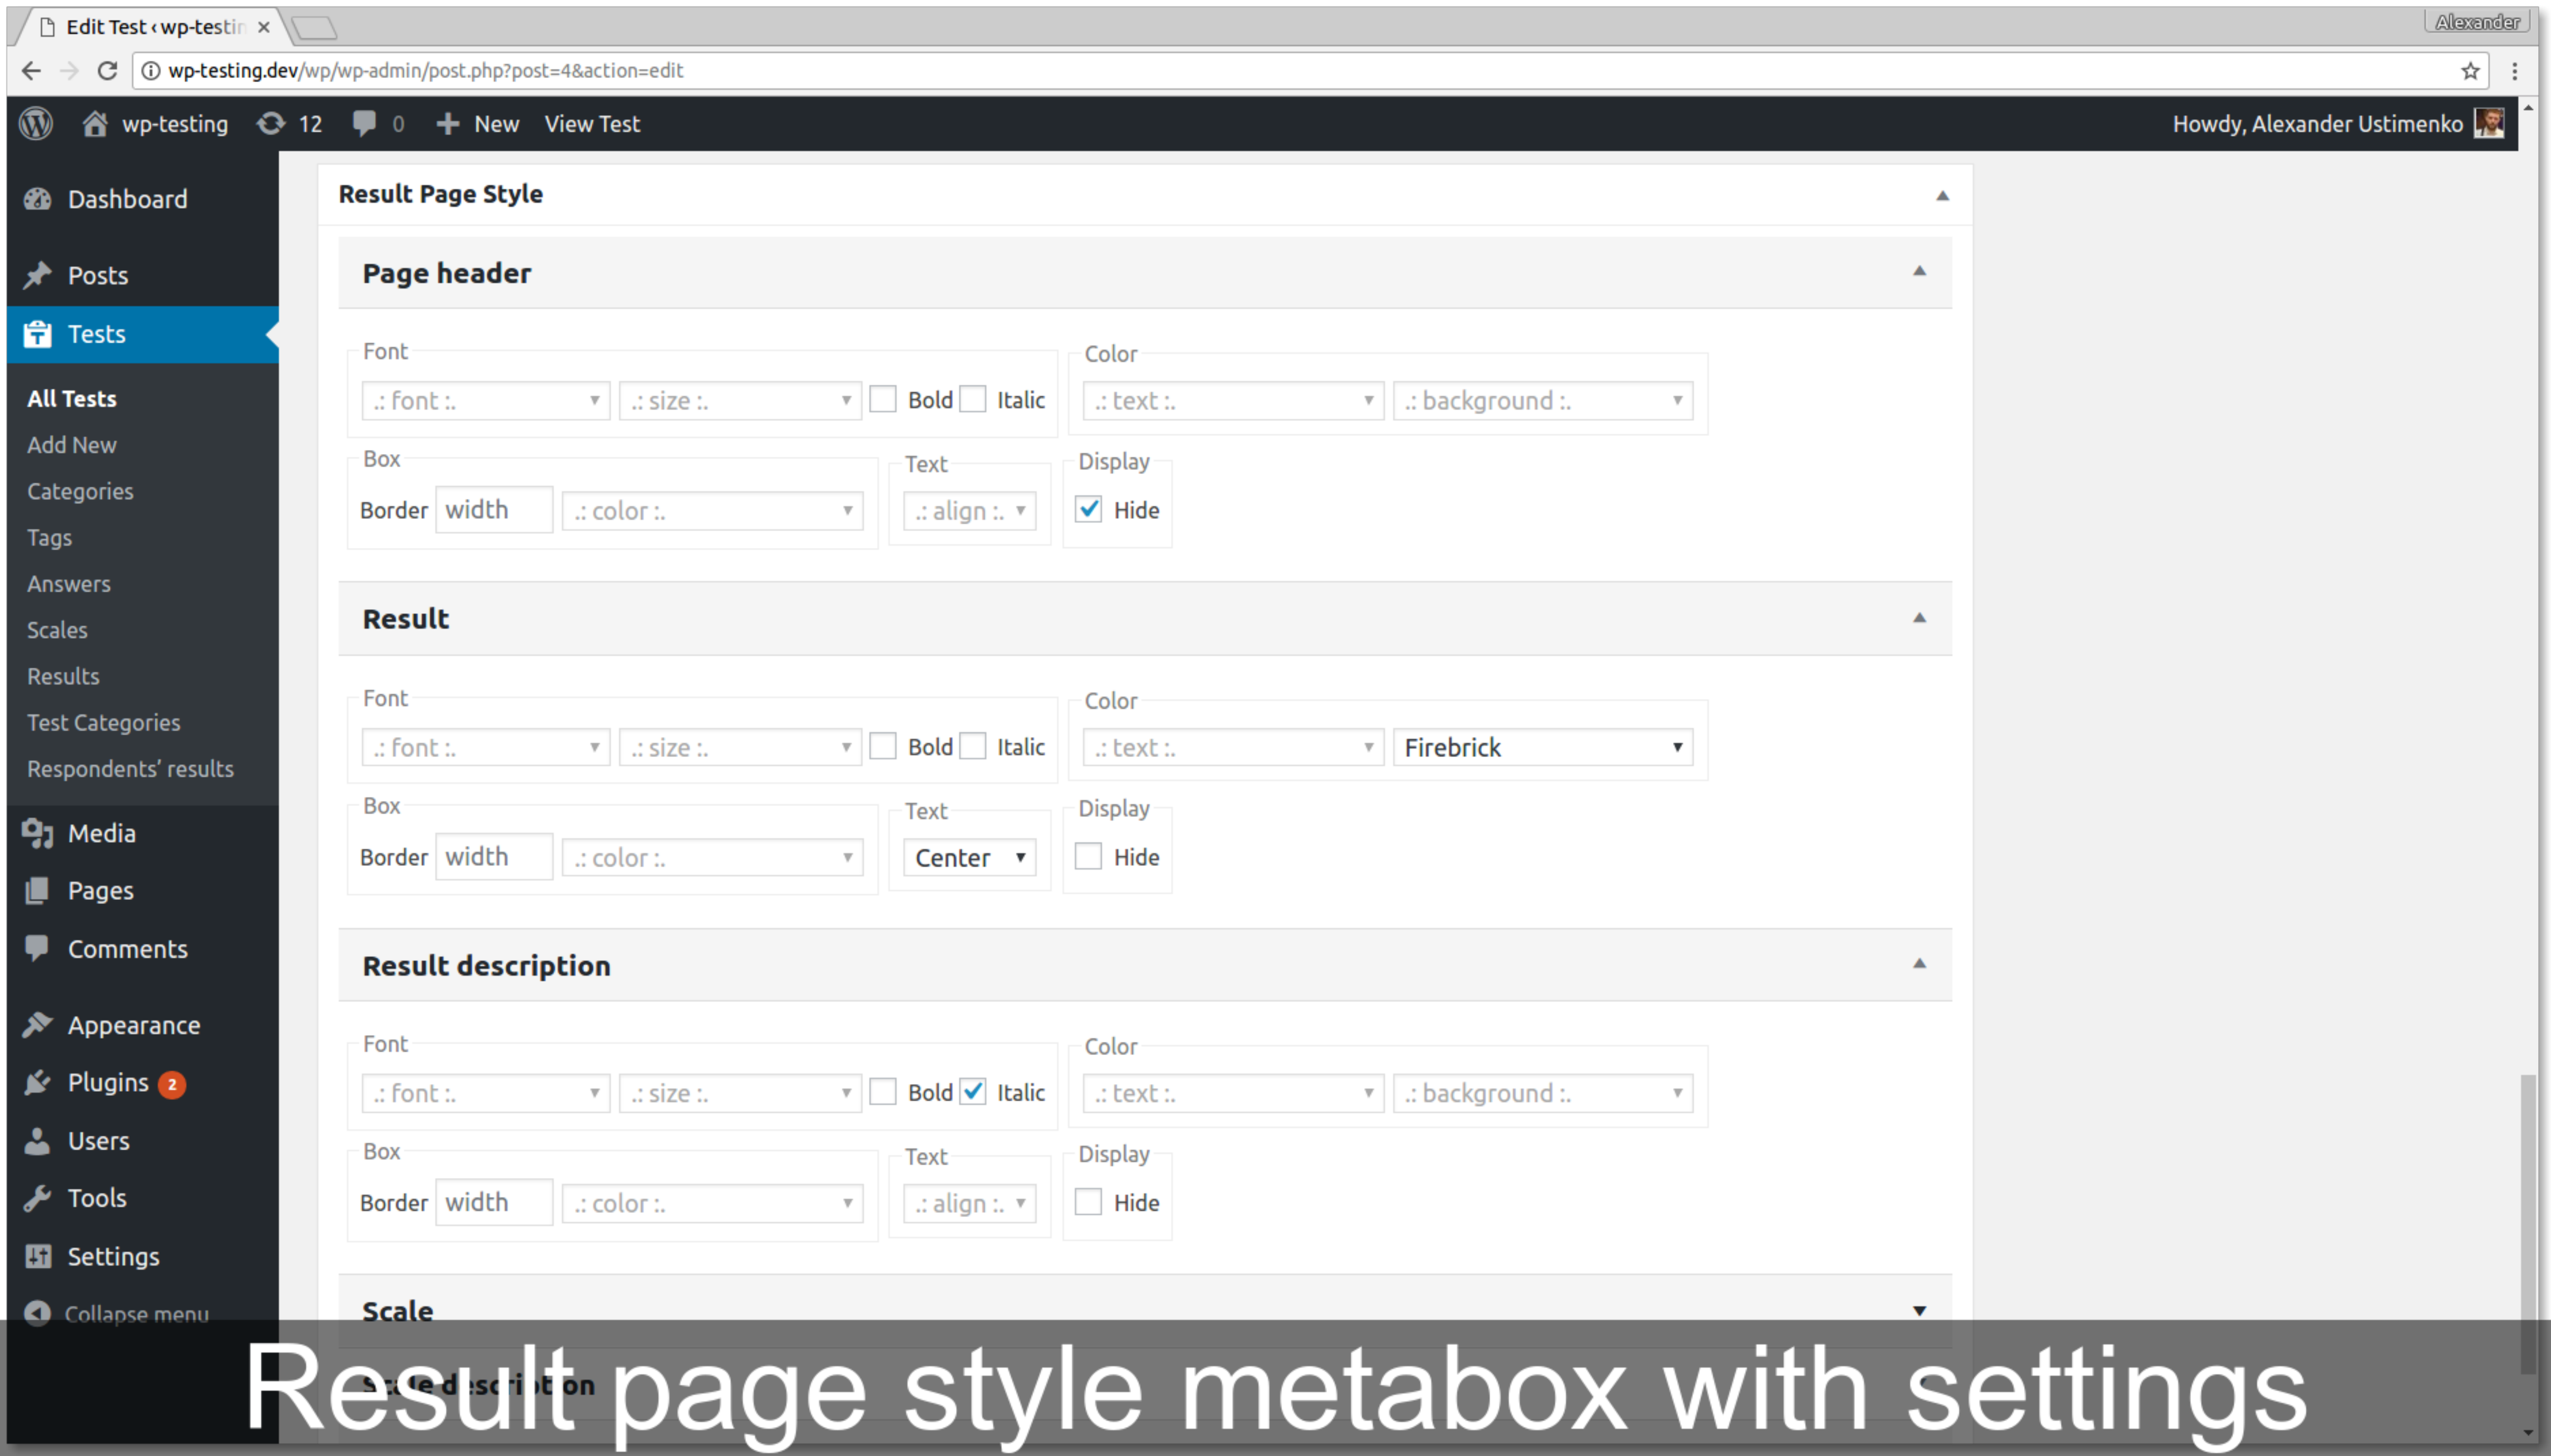 Edit Test ‹ wp-testin
Alexander
wp-testing.dev/wp/wp-admin/post.php?post=4&action=edit
wp-testing 12 0 New View Test
Howdy, Alexander Ustimenko
Dashboard
Posts
Tests
All Tests
Add New
Categories
Tags
Answers
Scales
Results
Test Categories
Respondents' results
Media
Pages
Comments
Appearance
Plugins 2
Users
Tools
Settings
Collapse menu
Result Page Style
Page header
Font
.: font :. .: size :. Bold Italic
Color
.: text :. .: background :.
Box
Border width .: color :.
Text
.: align :.
Display
Hide
Result
Font
.: font :. .: size :. Bold Italic
Color
.: text :. Firebrick
Box
Border width .: color :.
Text
Center
Display
Hide
Result description
Font
.: font :. .: size :. Bold Italic
Color
.: text :. .: background :.
Box
Border width .: color :.
Text
.: align :.
Display
Hide
Scale
Scale description
Result page style metabox with settings